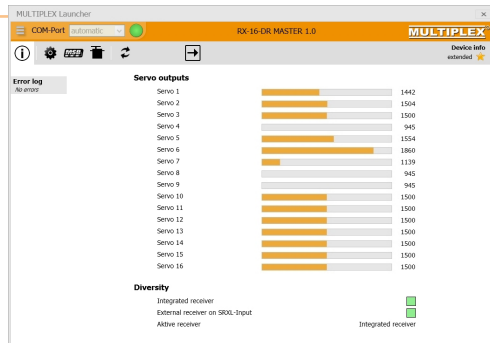 MULTIPLEX Launcher
COM-Port automatic
RX-16-DR MASTER 1.0
MULTIPLEX
MSB
Device info
extended
Error log
No errors
Servo outputs
Servo 1 1442
Servo 2 1504
Servo 3 1500
Servo 4 945
Servo 5 1554
Servo 6 1860
Servo 7 1139
Servo 8 945
Servo 9 945
Servo 10 1500
Servo 11 1500
Servo 12 1500
Servo 13 1500
Servo 14 1500
Servo 15 1500
Servo 16 1500
Diversity
Integrated receiver
External receiver on SRXL-Input
Aktive receiver Integrated receiver